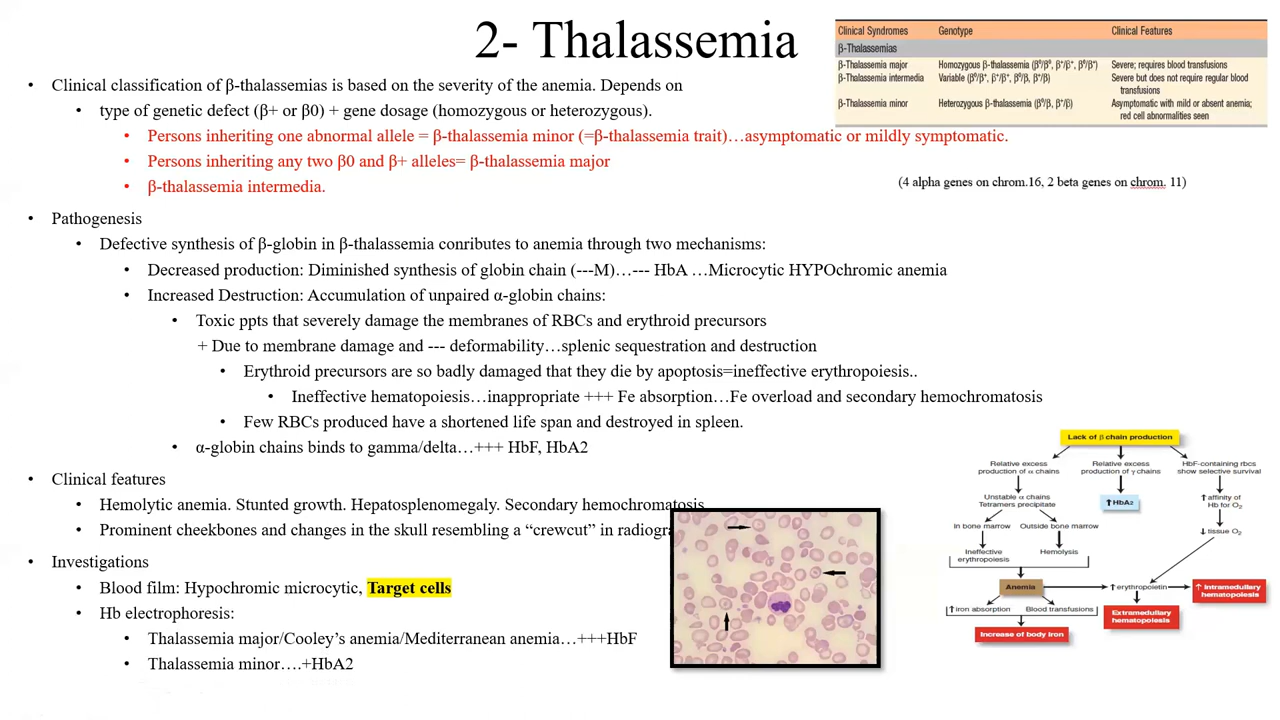 2- Thalassemia
Clinical Syndromes Genotype Clinical Features
β-Thalassemias
β-Thalassemia major Homozygous β-thalassemia (β⁰/β⁰, β⁺/β⁺, β⁰/β⁺) Severe; requires blood transfusions
β-Thalassemia intermedia Variable (β⁰/β⁺, β⁺/β⁺, β⁰/β, β⁺/β) Severe but does not require regular blood
transfusions
β-Thalassemia minor Heterozygous β-thalassemia (β⁰/β, β⁺/β) Asymptomatic with mild or absent anemia;
red cell abnormalities seen
• Clinical classification of β-thalassemias is based on the severity of the anemia. Depends on
• type of genetic defect (β+ or β0) + gene dosage (homozygous or heterozygous).
• Persons inheriting one abnormal allele = β-thalassemia minor (=β-thalassemia trait)…asymptomatic or mildly symptomatic.
• Persons inheriting any two β0 and β+ alleles= β-thalassemia major
• β-thalassemia intermedia.
(4 alpha genes on chrom.16, 2 beta genes on chrom. 11)
• Pathogenesis
• Defective synthesis of β-globin in β-thalassemia conributes to anemia through two mechanisms:
• Decreased production: Diminished synthesis of globin chain (---M)…--- HbA …Microcytic HYPOchromic anemia
• Increased Destruction: Accumulation of unpaired α-globin chains:
• Toxic ppts that severely damage the membranes of RBCs and erythroid precursors
+ Due to membrane damage and --- deformability…splenic sequestration and destruction
• Erythroid precursors are so badly damaged that they die by apoptosis=ineffective erythropoiesis..
• Ineffective hematopoiesis…inappropriate +++ Fe absorption…Fe overload and secondary hemochromatosis
• Few RBCs produced have a shortened life span and destroyed in spleen.
• α-globin chains binds to gamma/delta…+++ HbF, HbA2
• Clinical features
• Hemolytic anemia. Stunted growth. Hepatosplenomegaly. Secondary hemochromatosis
• Prominent cheekbones and changes in the skull resembling a “crewcut” in radiogra
• Investigations
• Blood film: Hypochromic microcytic, Target cells
• Hb electrophoresis:
• Thalassemia major/Cooley’s anemia/Mediterranean anemia…+++HbF
• Thalassemia minor….+HbA2
Lack of β chain production
Relative excess
production of α chains
Relative excess
production of γ chains
HbF-containing rbcs
show selective survival
Unstable α chains
Tetramers precipitate
↑HbA₂
↑ affinity of
Hb for O₂
In bone marrow
Outside bone marrow
↓ tissue O₂
Ineffective
erythropoiesis
Hemolysis
Anemia
↑ erythropoietin
↑ Intramedullary
hematopoiesis
↑ iron absorption
Blood transfusions
Extramedullary
hematopoiesis
Increase of body iron